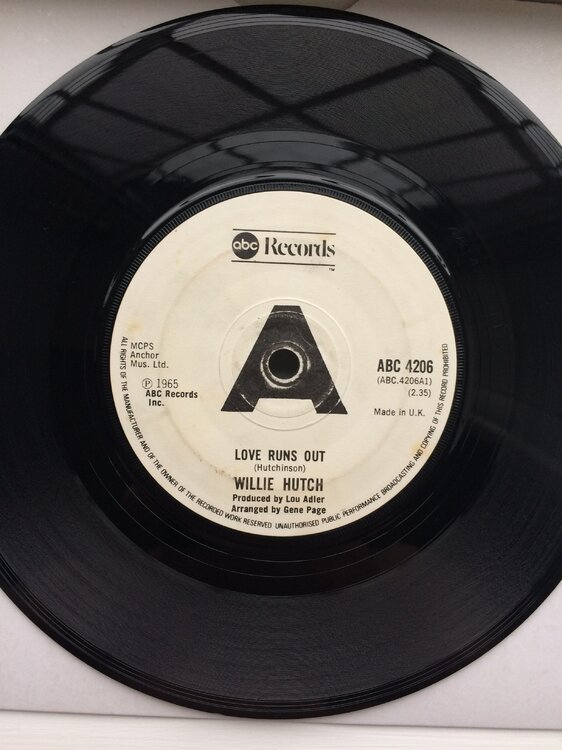 abc Records
™
A
MCPS
Anchor
Mus. Ltd.
℗ 1965
ABC Records
Inc.
ABC 4206
(ABC.4206A1)
(2.35)
Made in U.K.
LOVE RUNS OUT
(Hutchinson)
WILLIE HUTCH
Produced by Lou Adler
Arranged by Gene Page
ALL RIGHTS OF THE MANUFACTURER AND OF THE OWNER OF THE RECORDED WORK RESERVED UNAUTHORISED PUBLIC PERFORMANCE BROADCASTING AND COPYING OF THIS RECORD PROHIBITED